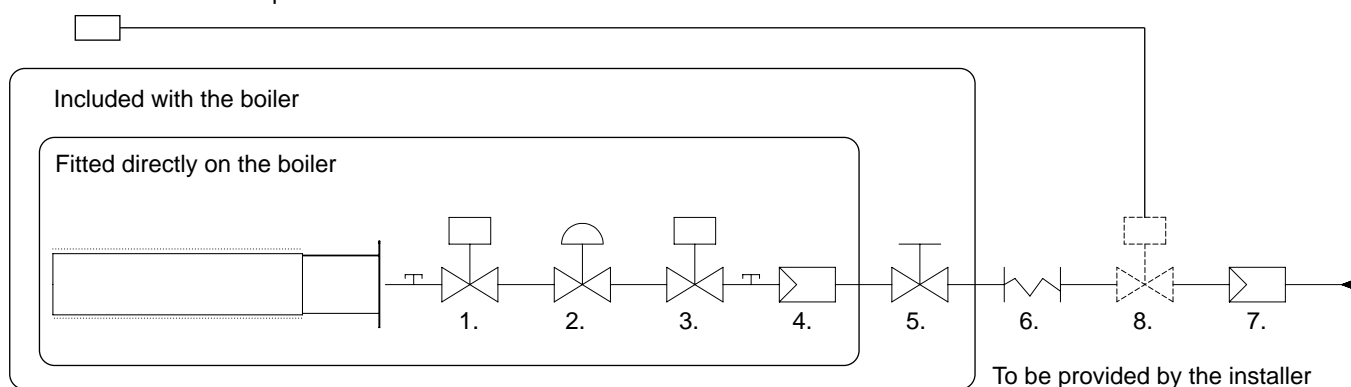 Included with the boiler
Fitted directly on the boiler
1. 2. 3. 4. 5. 6. 8. 7.
To be provided by the installer